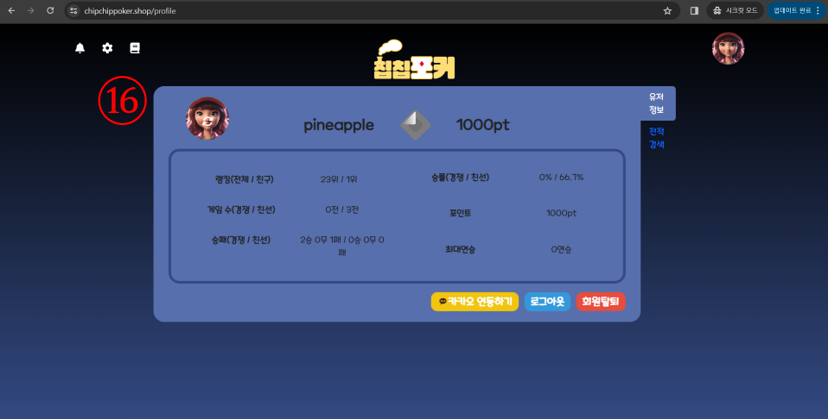 chipchippoker.shop/profile
시크릿 모드
업데이트 완료
칩칩포커
16
유저
정보
전적
검색
pineapple
1000pt
랭킹(전체 / 친구)
23위 / 1위
승률(경쟁 / 친선)
0% / 66.7%
게임 수(경쟁 / 친선)
0전 / 3전
포인트
1000pt
승패(경쟁 / 친선)
2승 0무 1패 / 0승 0무 0
패
최대연승
0연승
카카오 연동하기
로그아웃
회원탈퇴